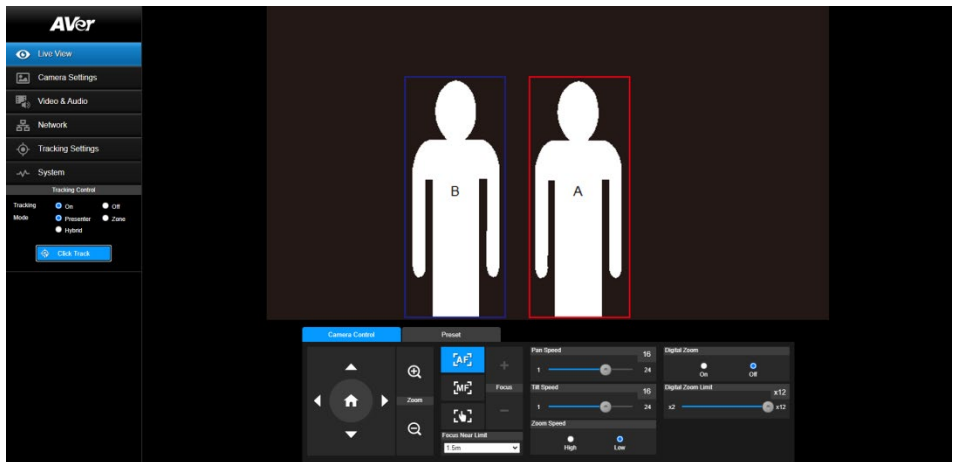 AVer
Live View
Camera Settings
Video & Audio
Network
Tracking Settings
System
Tracking Control
Tracking On Off
Mode Presenter Zone
Hybrid
Click Track
B A
Camera Control Preset
AF
MF
Zoom
Focus
Focus Near Limit
1.5m
Pan Speed 16
1 24
Tilt Speed 16
1 24
Zoom Speed
High Low
Digital Zoom
On Off
Digital Zoom Limit x12
x2 x12